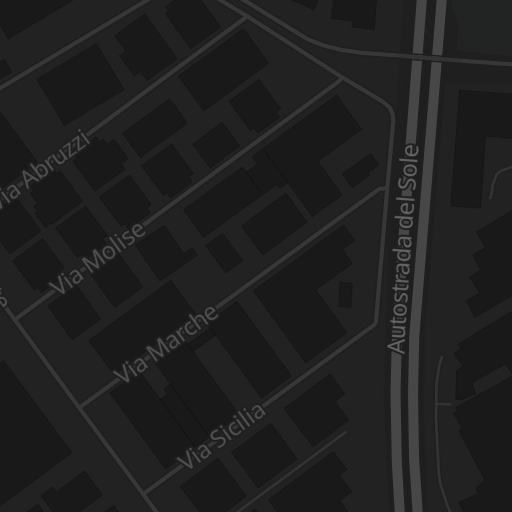 Via Abruzzi
Via Molise
Via Marche
Via Sicilia
Autostrada del Sole